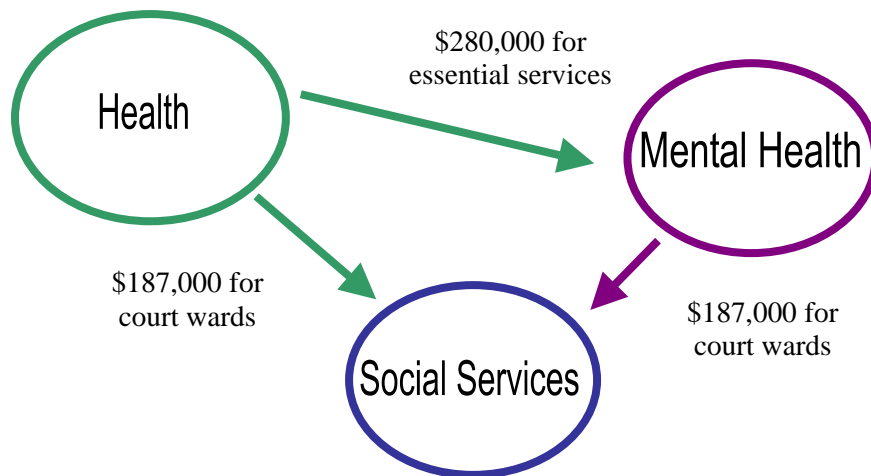 $280,000 for
essential services
Health
Mental Health
$187,000 for
court wards
$187,000 for
court wards
Social Services